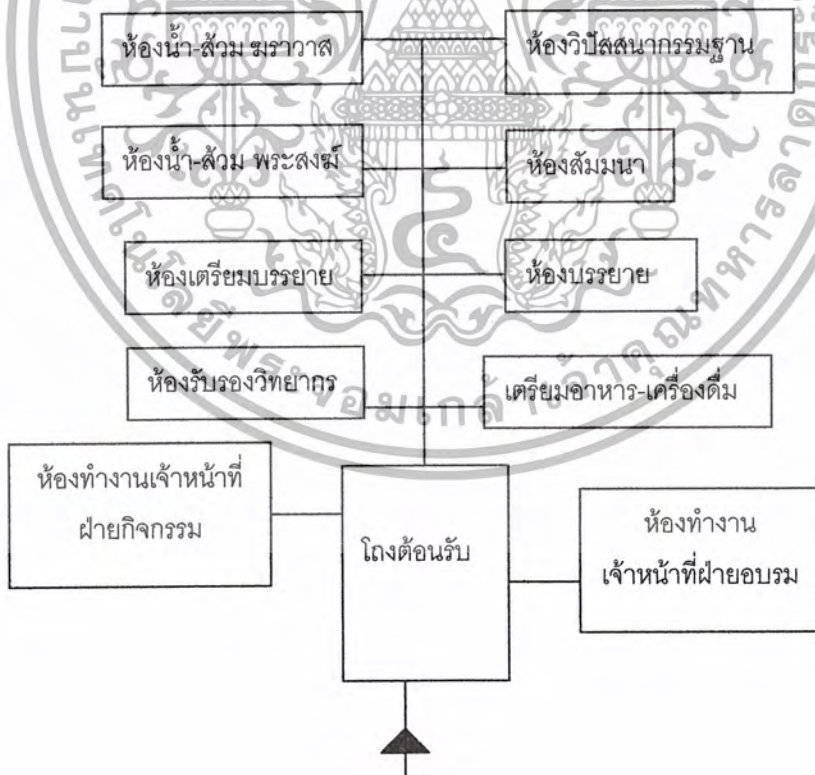 ห้องน้ำ-ส้วม ฆราวาส
ห้องวิปัสสนากรรมฐาน
ห้องน้ำ-ส้วม พระสงฆ์
ห้องสัมมนา
ห้องเตรียมบรรยาย
ห้องบรรยาย
ห้องรับรองวิทยากร
เตรียมอาหาร-เครื่องดื่ม
ห้องทำงานเจ้าหน้าที่
ฝ่ายกิจกรรม
โถงต้อนรับ
ห้องทำงาน
เจ้าหน้าที่ฝ่ายอบรม